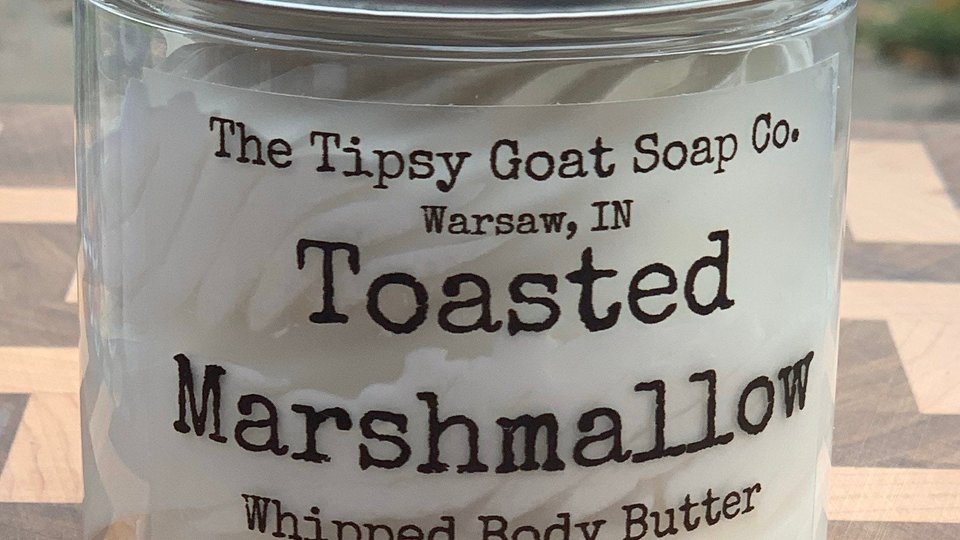 The Tipsy Goat Soap Co.
Warsaw, IN
Toasted
Marshmallow
Whipped Body Butter